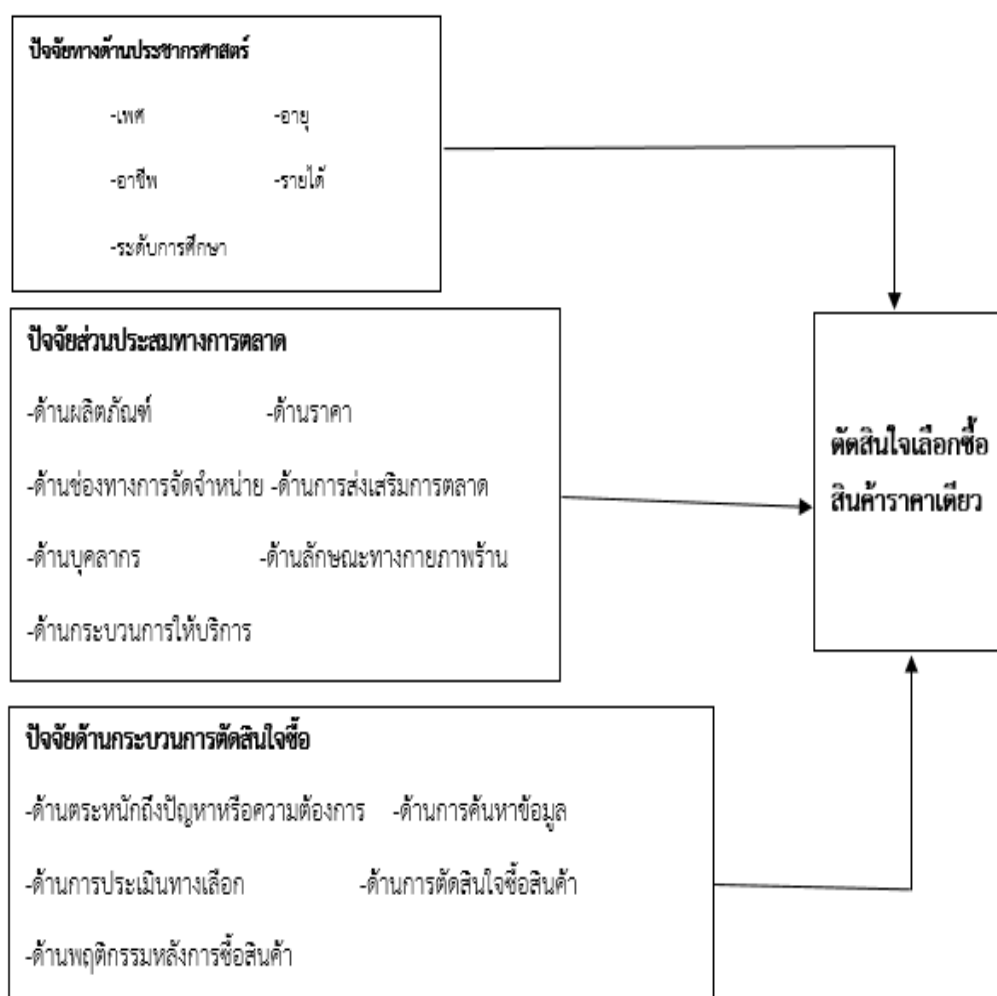 ปัจจัยทางด้านประชากรศาสตร์
-เพศ -อายุ
-อาชีพ -รายได้
-ระดับการศึกษา
ปัจจัยส่วนประสมทางการตลาด
-ด้านผลิตภัณฑ์ -ด้านราคา
-ด้านช่องทางการจัดจำหน่าย -ด้านการส่งเสริมการตลาด
-ด้านบุคลากร -ด้านลักษณะทางกายภาพร้าน
-ด้านกระบวนการให้บริการ
ตัดสินใจเลือกซื้อ
สินค้าราคาเดียว
ปัจจัยด้านกระบวนการตัดสินใจซื้อ
-ด้านตระหนักถึงปัญหาหรือความต้องการ -ด้านการค้นหาข้อมูล
-ด้านการประเมินทางเลือก -ด้านการตัดสินใจซื้อสินค้า
-ด้านพฤติกรรมหลังการซื้อสินค้า